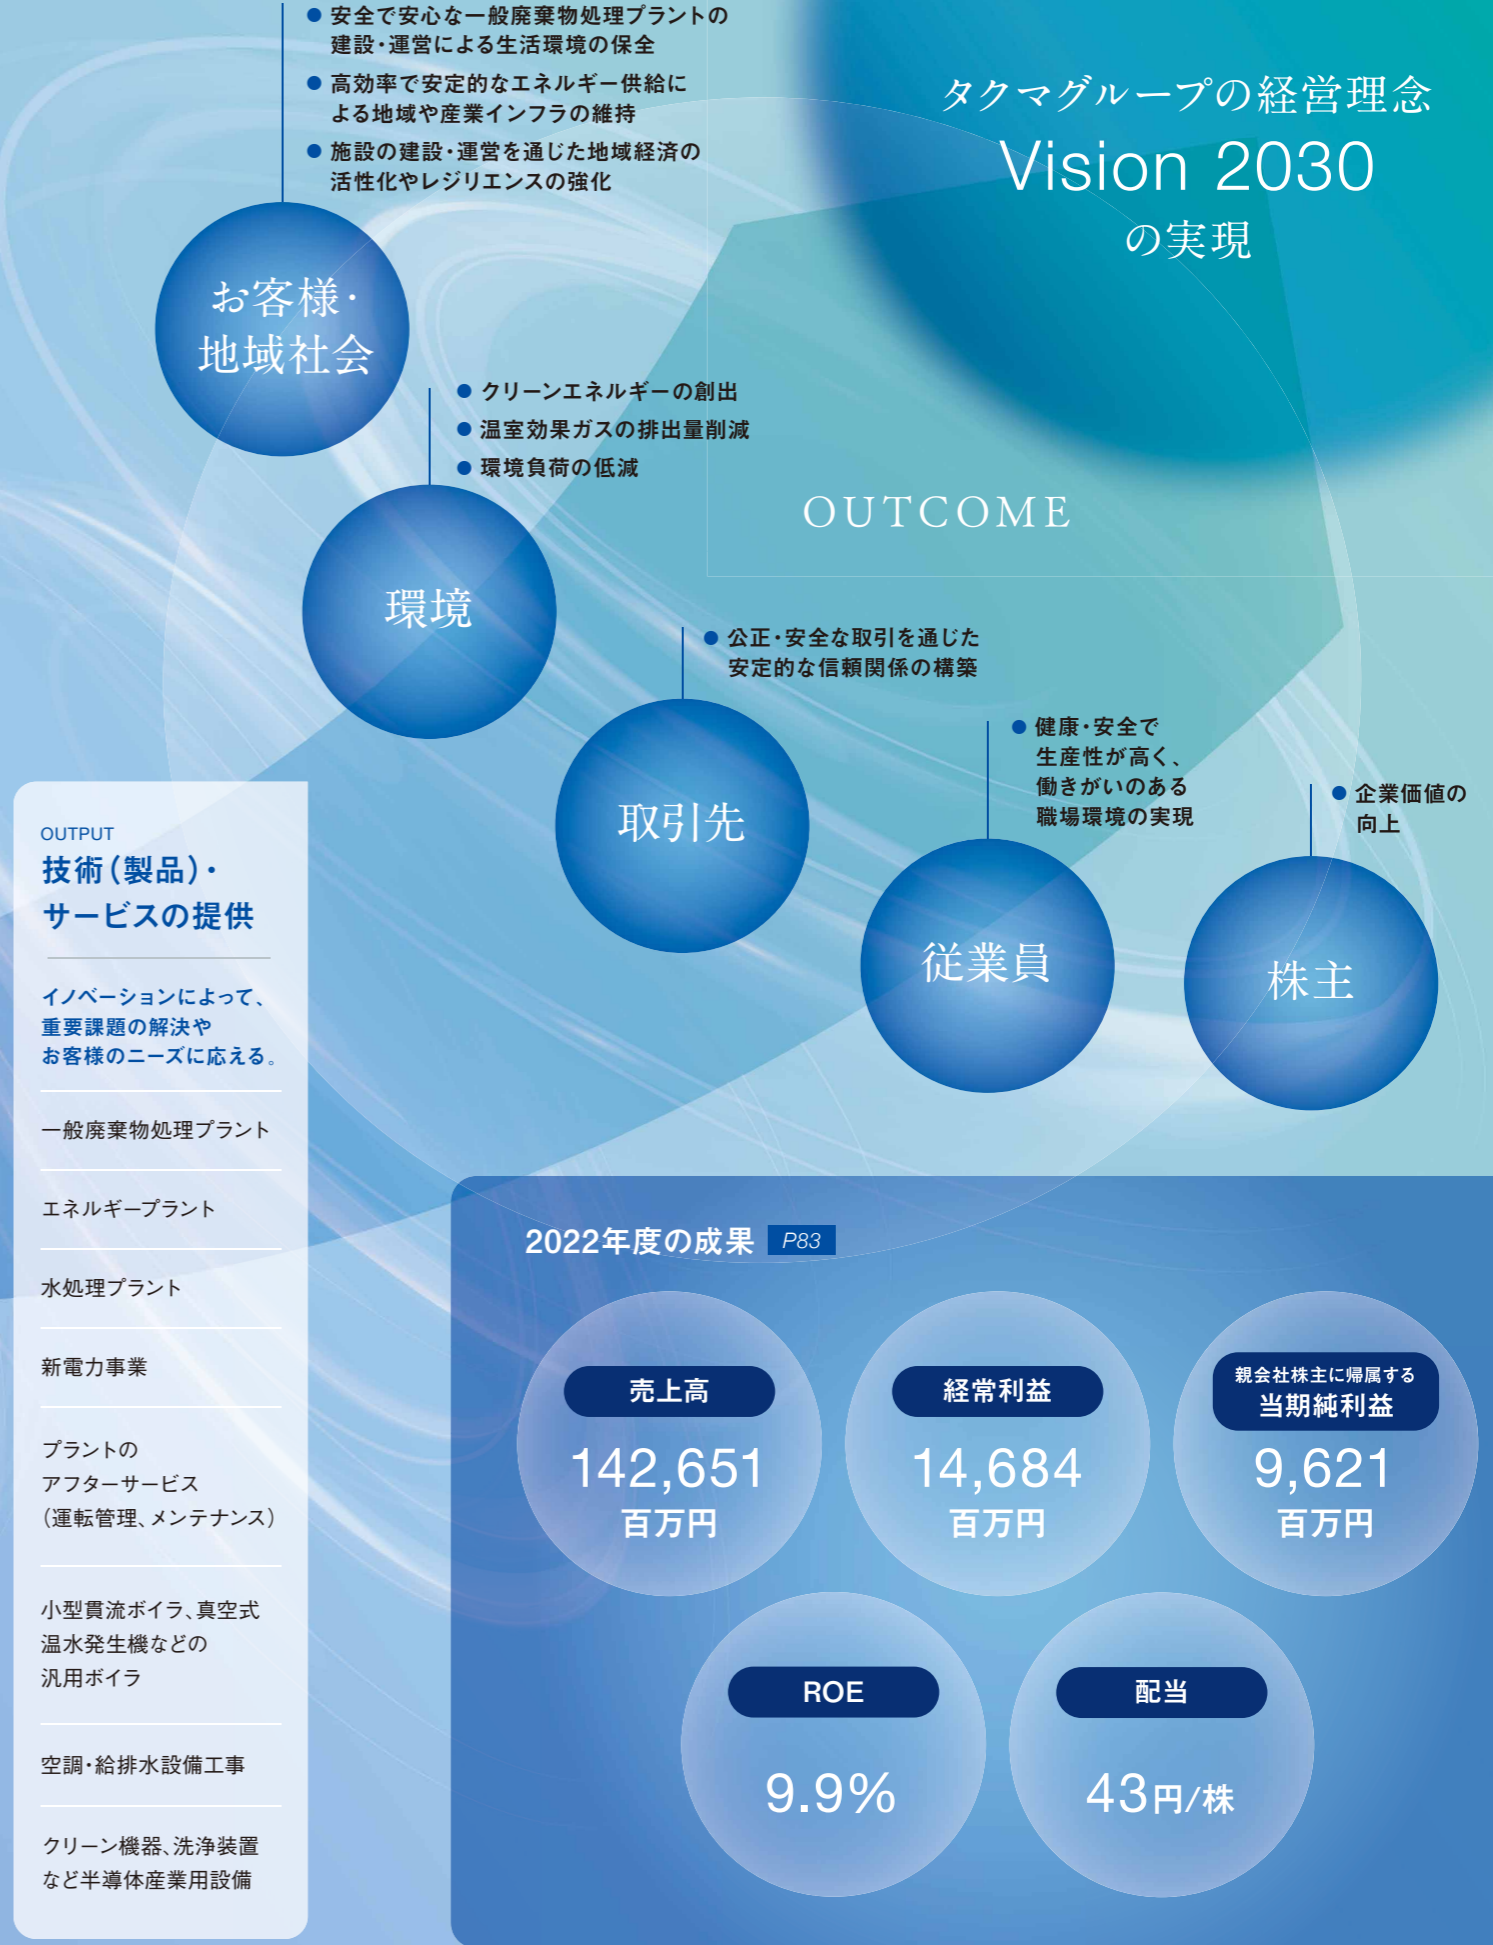 ● 安全で安心な一般廃棄物処理プラントの
建設・運営による生活環境の保全
● 高効率で安定的なエネルギー供給に
よる地域や産業インフラの維持
● 施設の建設・運営を通じた地域経済の
活性化やレジリエンスの強化
お客様・
地域社会
タクマグループの経営理念
Vision 2030
の実現
● クリーンエネルギーの創出
● 温室効果ガスの排出量削減
● 環境負荷の低減
環境
OUTCOME
● 公正・安全な取引を通じた
安定的な信頼関係の構築
取引先
● 健康・安全で
生産性が高く、
働きがいのある
職場環境の実現
従業員
● 企業価値の
向上
株主
OUTPUT
技術（製品）・
サービスの提供
イノベーションによって、
重要課題の解決や
お客様のニーズに応える。
一般廃棄物処理プラント
エネルギープラント
水処理プラント
新電力事業
プラントの
アフターサービス
（運転管理、メンテナンス）
小型貫流ボイラ、真空式
温水発生機などの
汎用ボイラ
空調・給排水設備工事
クリーン機器、洗浄装置
など半導体産業用設備
2022年度の成果 P83
売上高
142,651
百万円
経常利益
14,684
百万円
親会社株主に帰属する
当期純利益
9,621
百万円
ROE
9.9%
配当
43円/株